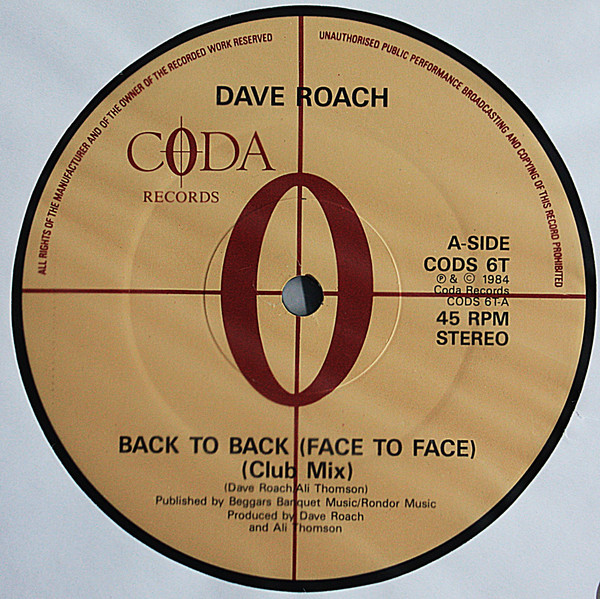 ALL RIGHTS OF THE MANUFACTURER AND OF THE OWNER OF THE RECORDED WORK RESERVED
UNAUTHORISED PUBLIC PERFORMANCE BROADCASTING AND COPYING OF THIS RECORD PROHIBITED
DAVE ROACH
CODA
RECORDS
A-SIDE
CODS 6T
Ⓟ & © 1984
Coda Records
CODS 6T-A
45 RPM
STEREO
BACK TO BACK (FACE TO FACE)
(Club Mix)
(Dave Roach/Ali Thomson)
Published by Beggars Banquet Music/Rondor Music
Produced by Dave Roach
and Ali Thomson